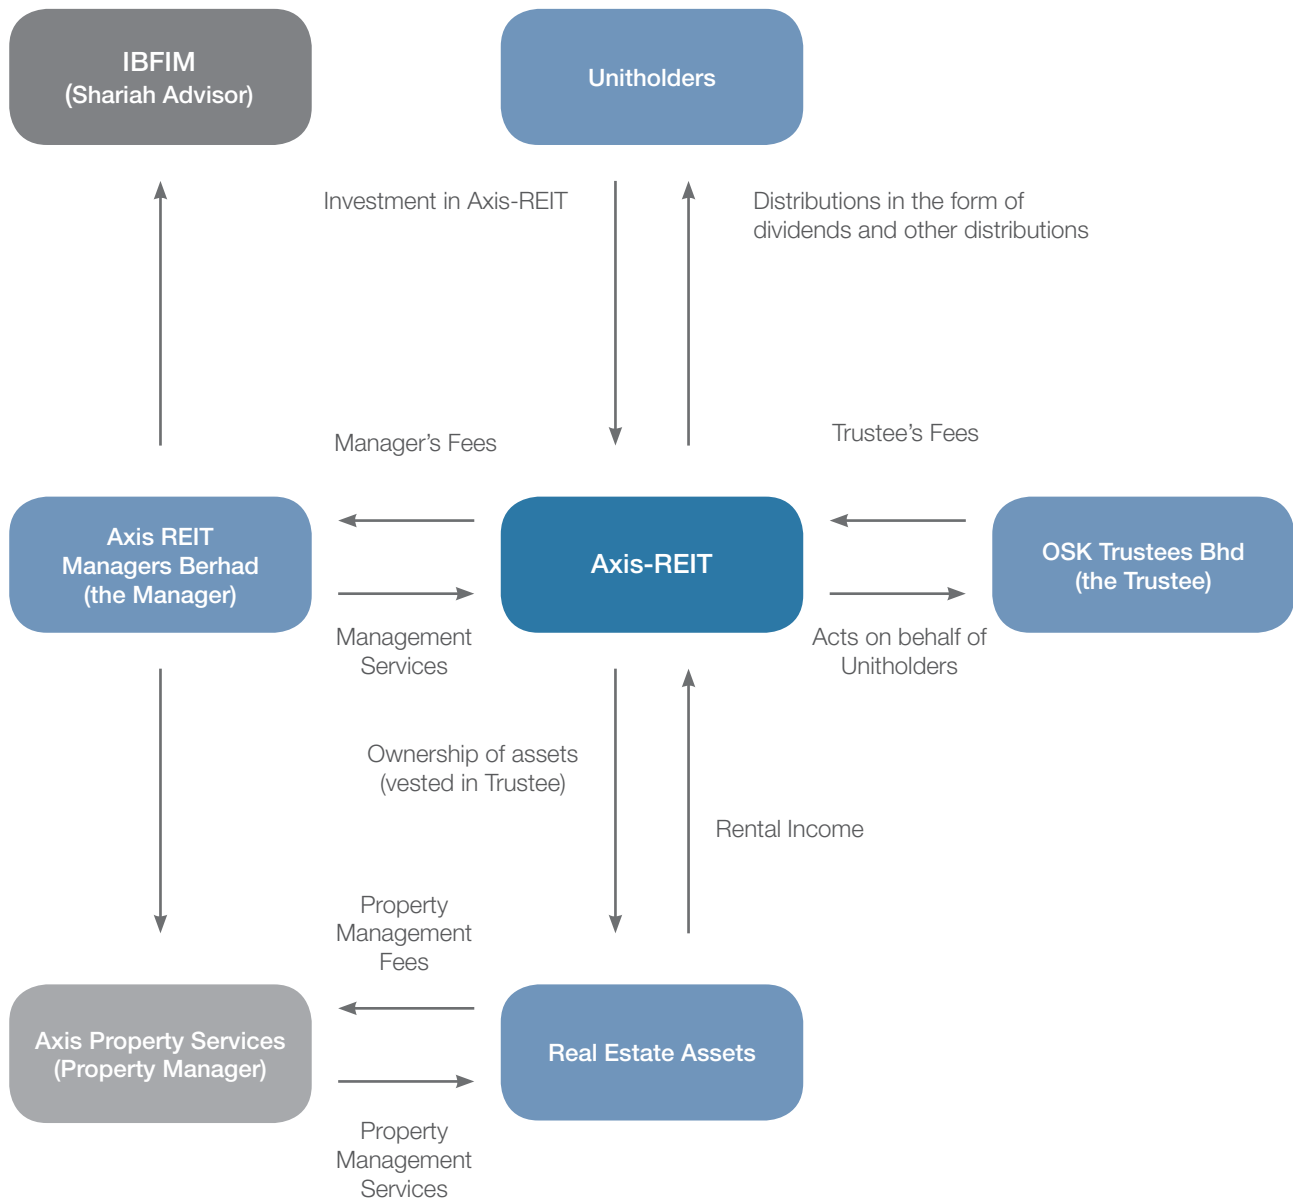 IBFIM
(Shariah Advisor)
Unitholders
Investment in Axis-REIT
Distributions in the form of
dividends and other distributions
Manager’s Fees
Trustee’s Fees
Axis REIT
Managers Berhad
(the Manager)
Axis-REIT
OSK Trustees Bhd
(the Trustee)
Management
Services
Acts on behalf of
Unitholders
Ownership of assets
(vested in Trustee)
Rental Income
Property
Management
Fees
Axis Property Services
(Property Manager)
Real Estate Assets
Property
Management
Services